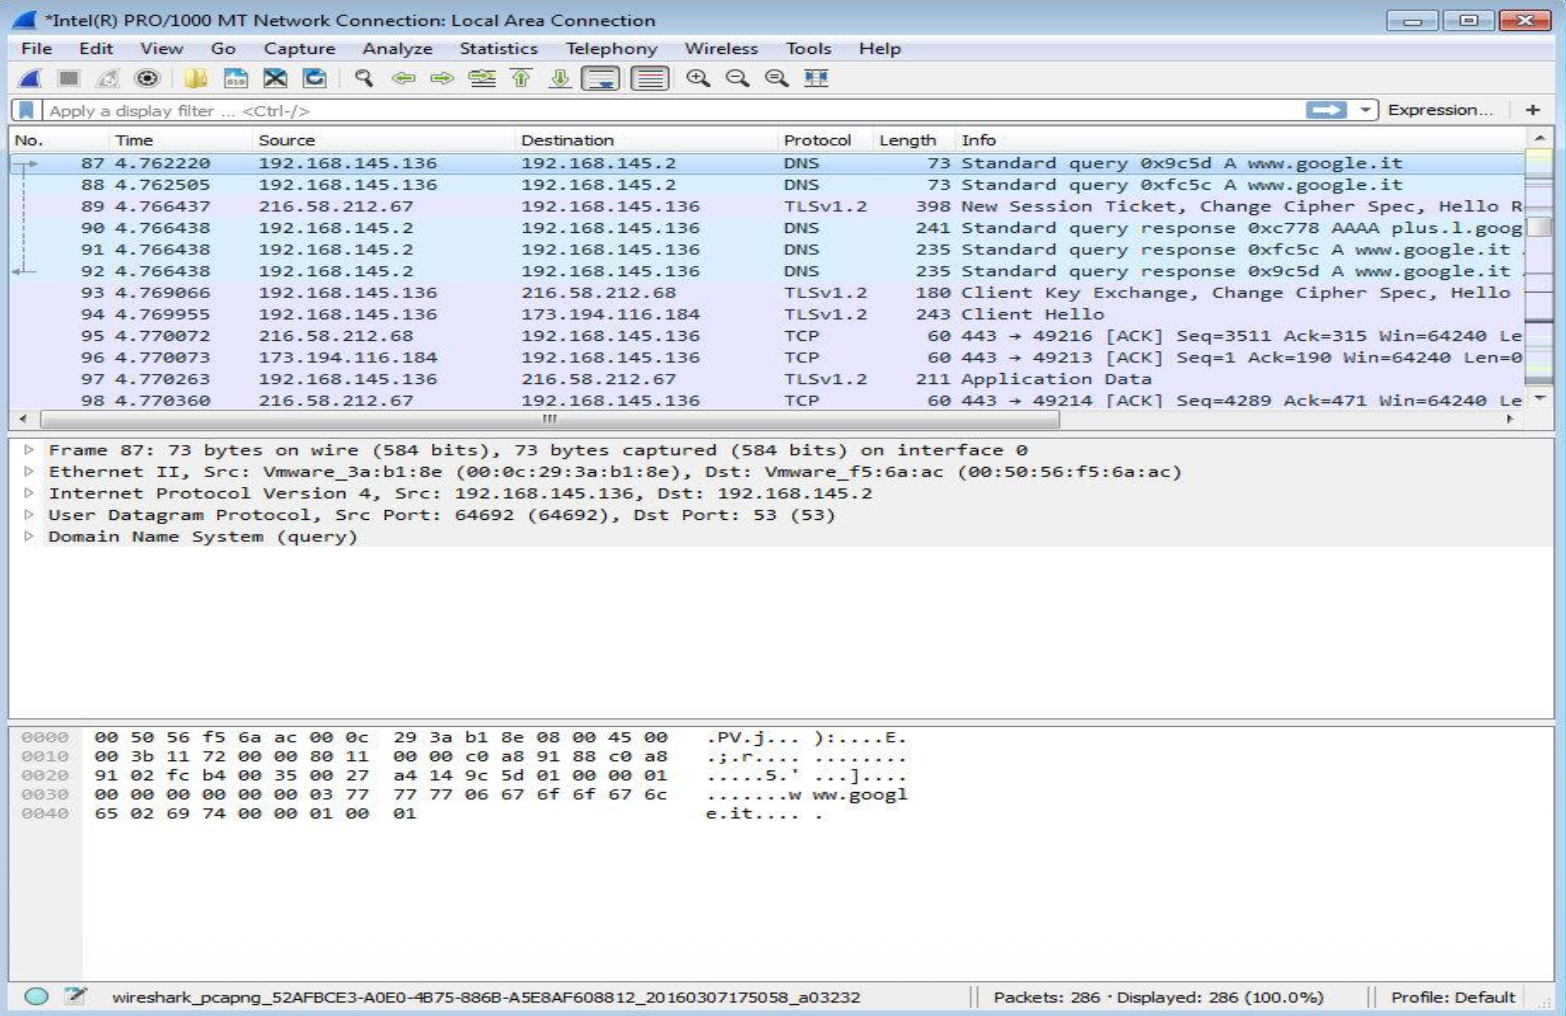 *Intel(R) PRO/1000 MT Network Connection: Local Area Connection
File Edit View Go Capture Analyze Statistics Telephony Wireless Tools Help
Apply a display filter ... <Ctrl-/> Expression... +
No. Time Source Destination Protocol Length Info
87 4.762220 192.168.145.136 192.168.145.2 DNS 73 Standard query 0x9c5d A www.google.it
88 4.762505 192.168.145.136 192.168.145.2 DNS 73 Standard query 0xfc5c A www.google.it
89 4.766437 216.58.212.67 192.168.145.136 TLSv1.2 398 New Session Ticket, Change Cipher Spec, Hello R
90 4.766438 192.168.145.2 192.168.145.136 DNS 241 Standard query response 0xc778 AAAA plus.l.goog
91 4.766438 192.168.145.2 192.168.145.136 DNS 235 Standard query response 0xfc5c A www.google.it
92 4.766438 192.168.145.2 192.168.145.136 DNS 235 Standard query response 0x9c5d A www.google.it
93 4.769066 192.168.145.136 216.58.212.68 TLSv1.2 180 Client Key Exchange, Change Cipher Spec, Hello
94 4.769955 192.168.145.136 173.194.116.184 TLSv1.2 243 Client Hello
95 4.770072 216.58.212.68 192.168.145.136 TCP 60 443 → 49216 [ACK] Seq=3511 Ack=315 Win=64240 Le
96 4.770073 173.194.116.184 192.168.145.136 TCP 60 443 → 49213 [ACK] Seq=1 Ack=190 Win=64240 Len=0
97 4.770263 192.168.145.136 216.58.212.67 TLSv1.2 211 Application Data
98 4.770360 216.58.212.67 192.168.145.136 TCP 60 443 → 49214 [ACK] Seq=4289 Ack=471 Win=64240 Le
Frame 87: 73 bytes on wire (584 bits), 73 bytes captured (584 bits) on interface 0
Ethernet II, Src: Vmware_3a:b1:8e (00:0c:29:3a:b1:8e), Dst: Vmware_f5:6a:ac (00:50:56:f5:6a:ac)
Internet Protocol Version 4, Src: 192.168.145.136, Dst: 192.168.145.2
User Datagram Protocol, Src Port: 64692 (64692), Dst Port: 53 (53)
Domain Name System (query)
0000 00 50 56 f5 6a ac 00 0c 29 3a b1 8e 08 00 45 00 .PV.j... ):....E.
0010 00 3b 11 72 00 00 80 11 00 00 c0 a8 91 88 c0 a8 .;.r.... ........
0020 91 02 fc b4 00 35 00 27 a4 14 9c 5d 01 00 00 01 .....5.' ...]....
0030 00 00 00 00 00 00 03 77 77 77 06 67 6f 6f 67 6c .......w ww.googl
0040 65 02 69 74 00 00 01 00 01 e.it.... .
wireshark_pcapng_52AFBCE3-A0E0-4B75-886B-A5E8AF608812_20160307175058_a03232 Packets: 286 · Displayed: 286 (100.0%) Profile: Default